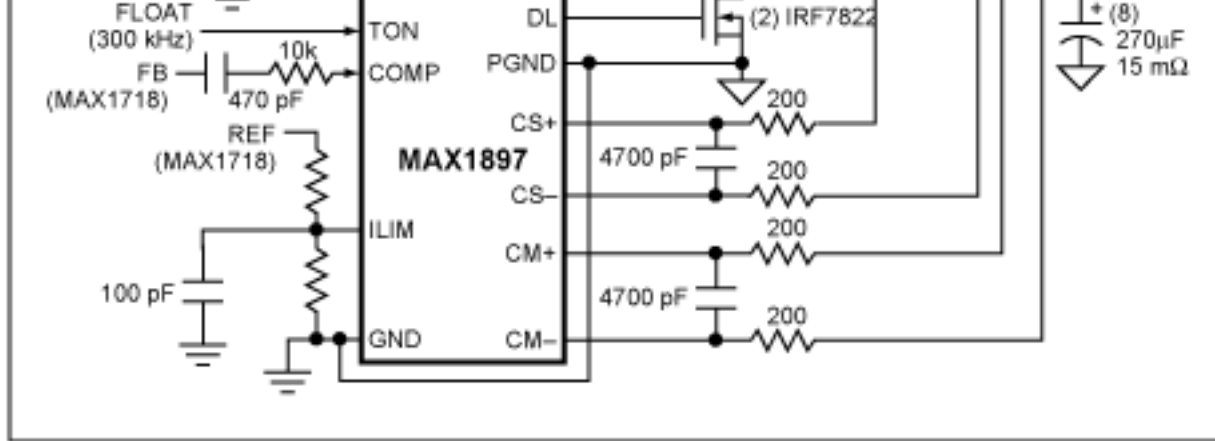 FLOAT
(300 kHz)
TON
10k
FB
COMP
(MAX1718)
470 pF
REF
(MAX1718)
MAX1897
ILIM
100 pF
GND
DL
(2) IRF7822
PGND
CS+
200
4700 pF
CS–
200
CM+
200
4700 pF
CM–
200
+ (8)
270µF
15 mΩ